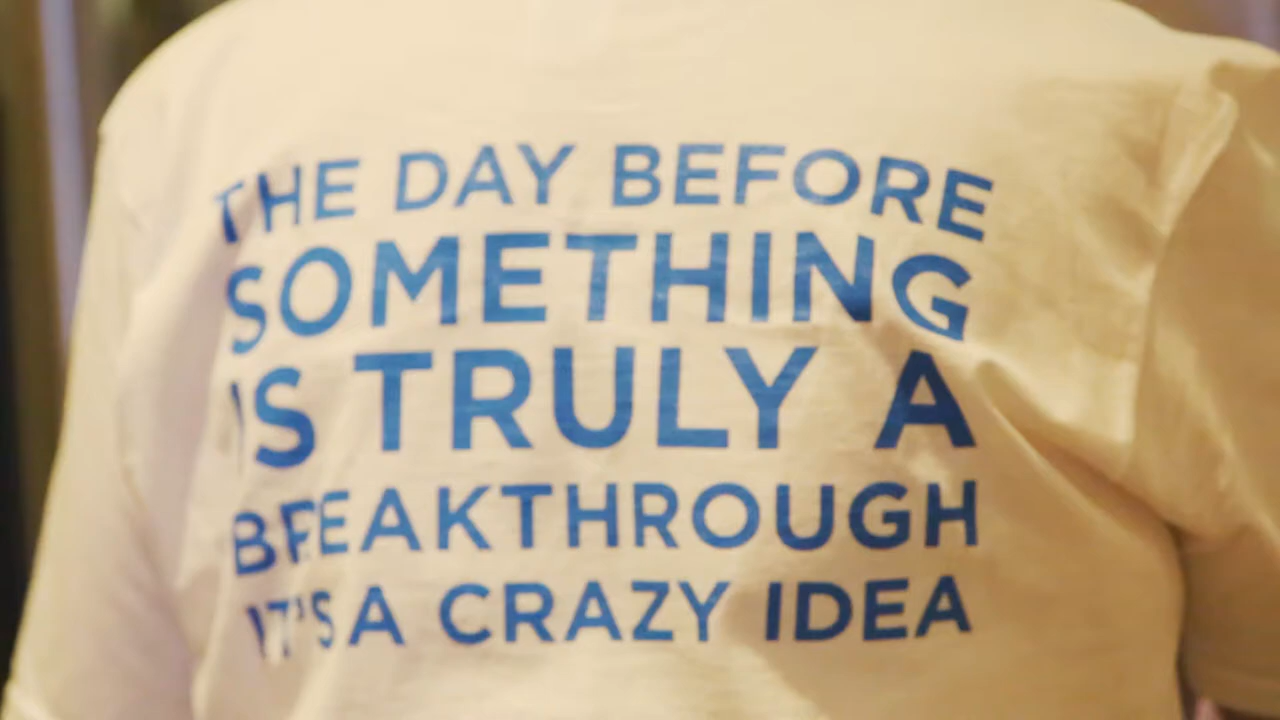 THE DAY BEFORE
SOMETHING
IS TRULY A
BREAKTHROUGH
IT'S A CRAZY IDEA